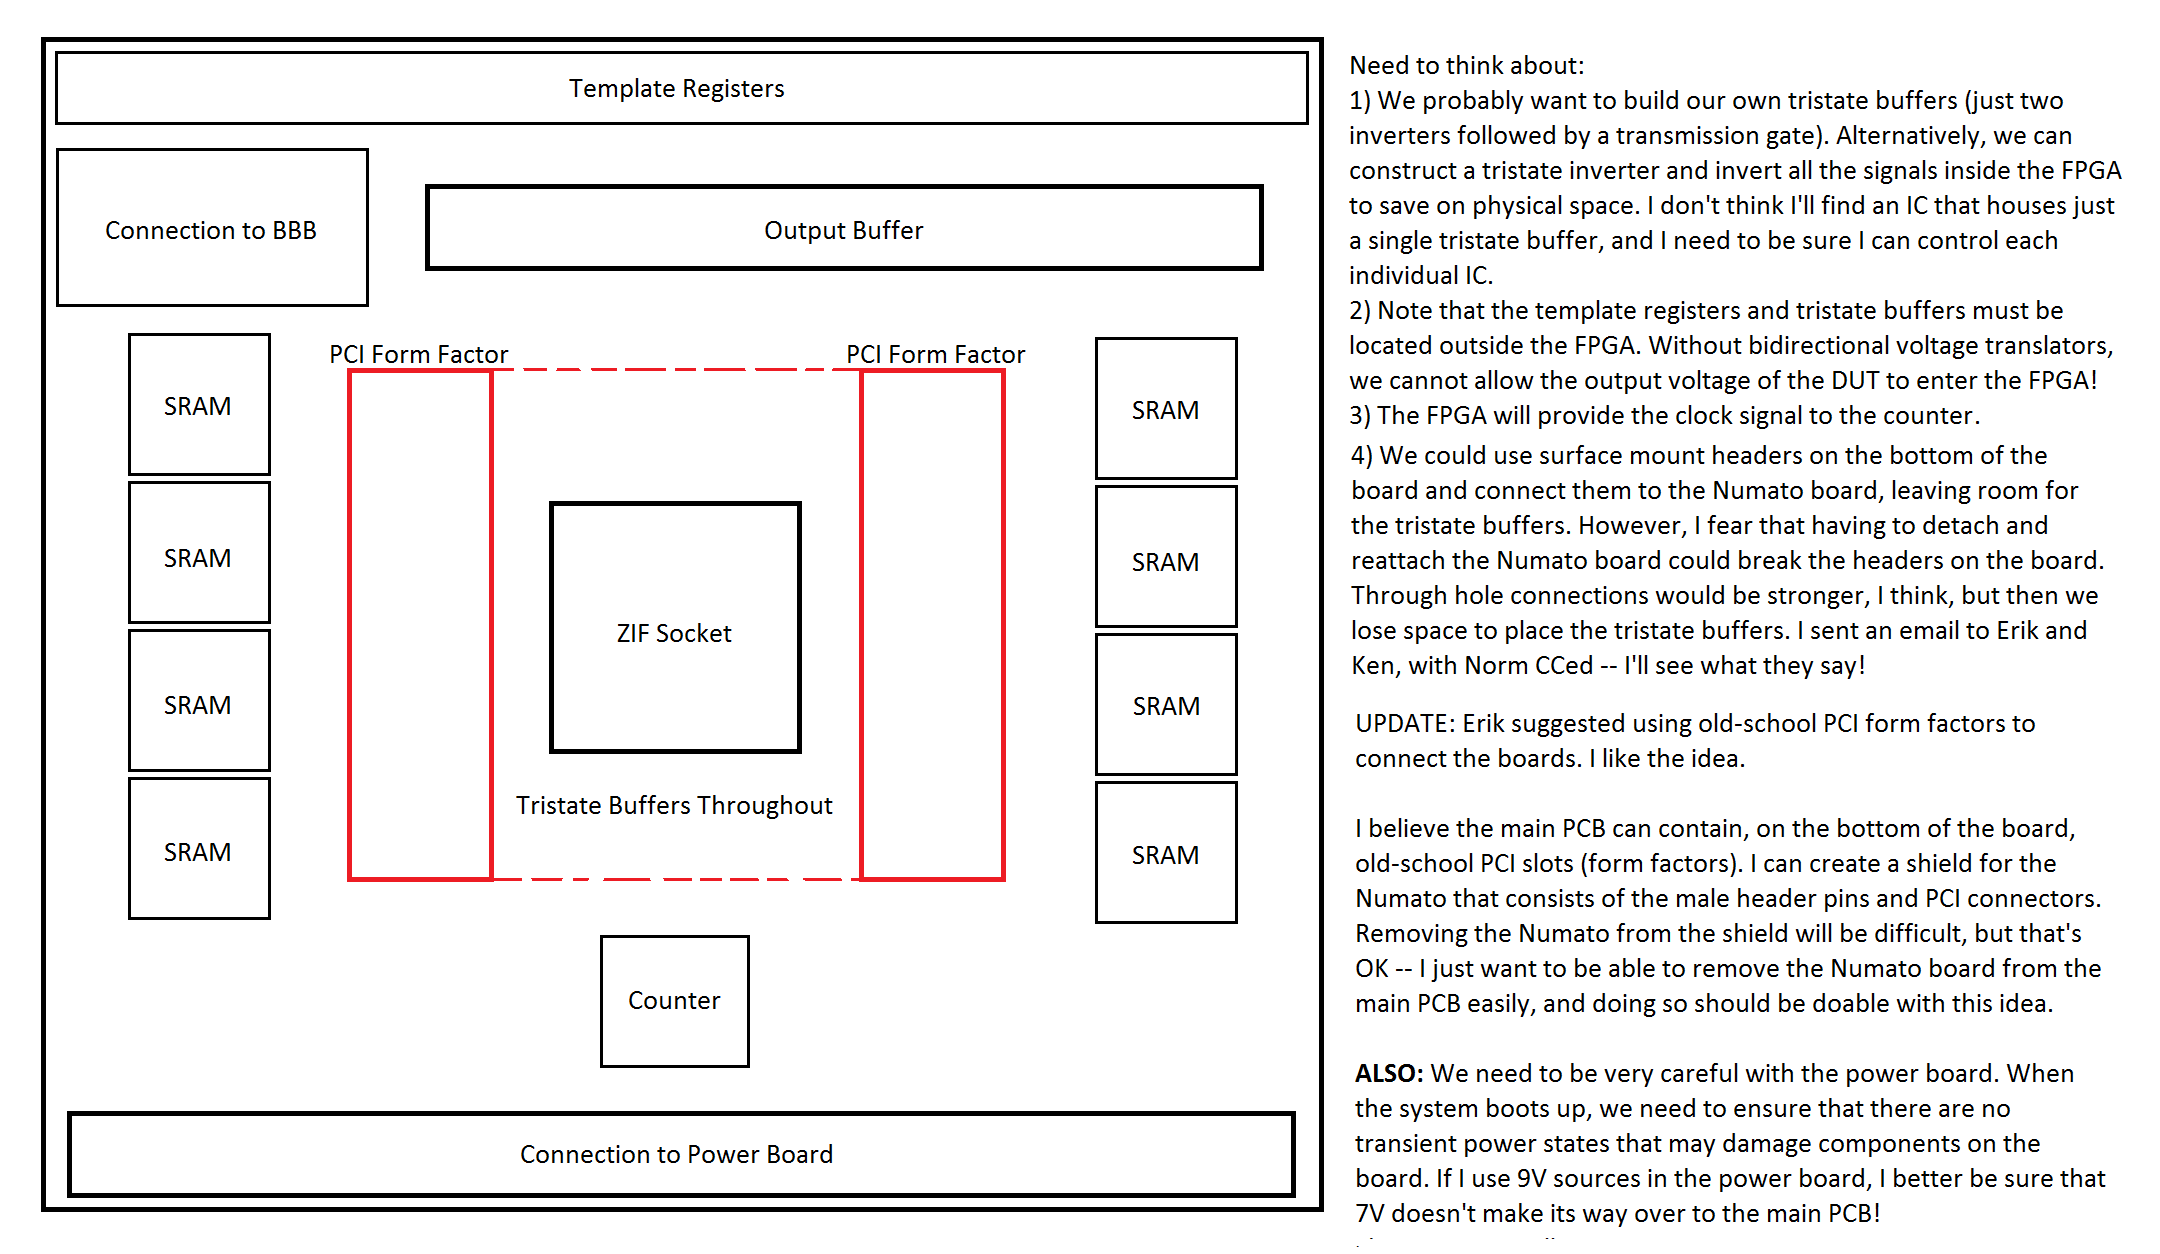 Template Registers
Connection to BBB
Output Buffer
PCI Form Factor
PCI Form Factor
SRAM
SRAM
SRAM
SRAM
SRAM
SRAM
SRAM
SRAM
ZIF Socket
Tristate Buffers Throughout
Counter
Connection to Power Board
Need to think about:
1) We probably want to build our own tristate buffers (just two
inverters followed by a transmission gate). Alternatively, we can
construct a tristate inverter and invert all the signals inside the FPGA
to save on physical space. I don't think I'll find an IC that houses just
a single tristate buffer, and I need to be sure I can control each
individual IC.
2) Note that the template registers and tristate buffers must be
located outside the FPGA. Without bidirectional voltage translators,
we cannot allow the output voltage of the DUT to enter the FPGA!
3) The FPGA will provide the clock signal to the counter.
4) We could use surface mount headers on the bottom of the
board and connect them to the Numato board, leaving room for
the tristate buffers. However, I fear that having to detach and
reattach the Numato board could break the headers on the board.
Through hole connections would be stronger, I think, but then we
lose space to place the tristate buffers. I sent an email to Erik and
Ken, with Norm CCed -- I'll see what they say!
UPDATE: Erik suggested using old-school PCI form factors to
connect the boards. I like the idea.
I believe the main PCB can contain, on the bottom of the board,
old-school PCI slots (form factors). I can create a shield for the
Numato that consists of the male header pins and PCI connectors.
Removing the Numato from the shield will be difficult, but that's
OK -- I just want to be able to remove the Numato board from the
main PCB easily, and doing so should be doable with this idea.
ALSO: We need to be very careful with the power board. When
the system boots up, we need to ensure that there are no
transient power states that may damage components on the
board. If I use 9V sources in the power board, I better be sure that
7V doesn't make its way over to the main PCB!